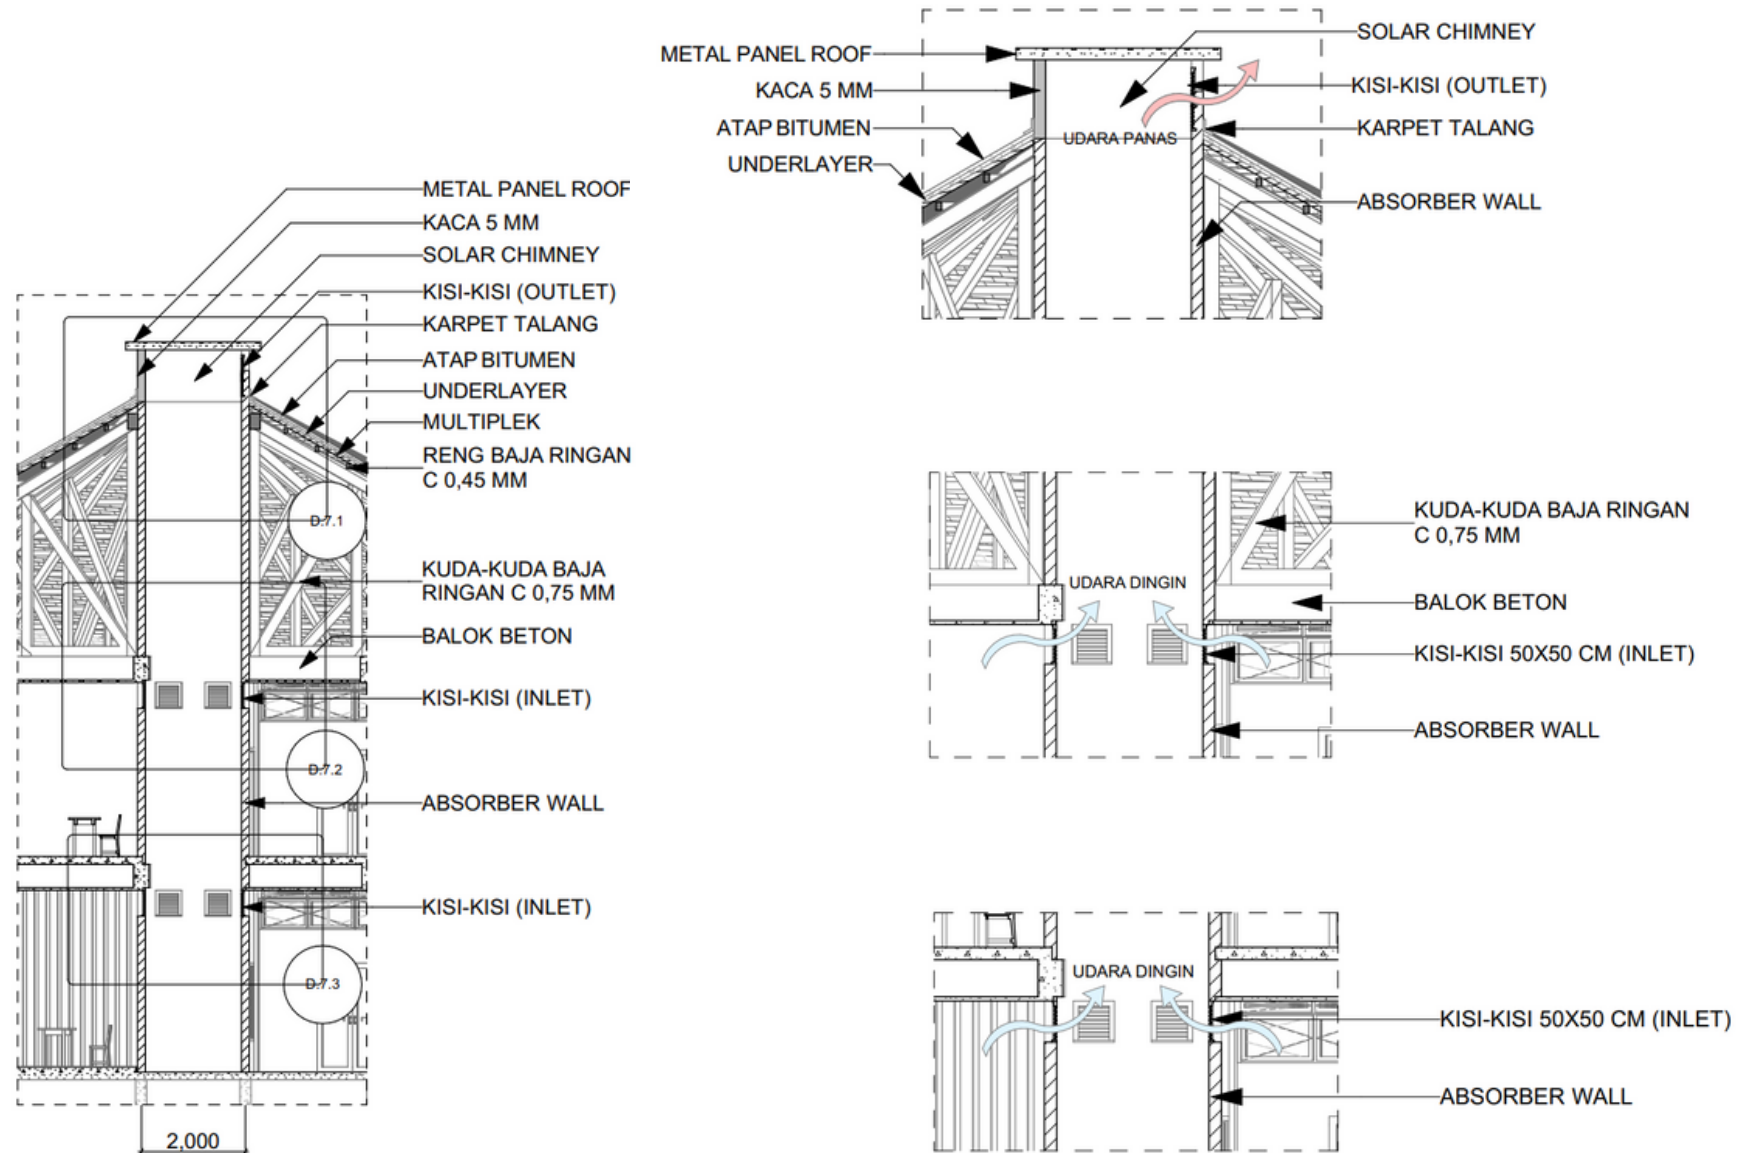 METAL PANEL ROOF
KACA 5 MM
SOLAR CHIMNEY
KISI-KISI (OUTLET)
KARPET TALANG
ATAP BITUMEN
UNDERLAYER
MULTIPLEK
RENG BAJA RINGAN
C 0,45 MM
D.7.1
KUDA-KUDA BAJA
RINGAN C 0,75 MM
BALOK BETON
KISI-KISI (INLET)
D.7.2
ABSORBER WALL
KISI-KISI (INLET)
D.7.3
2,000
METAL PANEL ROOF
KACA 5 MM
ATAP BITUMEN
UNDERLAYER
UDARA PANAS
SOLAR CHIMNEY
KISI-KISI (OUTLET)
KARPET TALANG
ABSORBER WALL
UDARA DINGIN
KUDA-KUDA BAJA RINGAN
C 0,75 MM
BALOK BETON
KISI-KISI 50X50 CM (INLET)
ABSORBER WALL
UDARA DINGIN
KISI-KISI 50X50 CM (INLET)
ABSORBER WALL